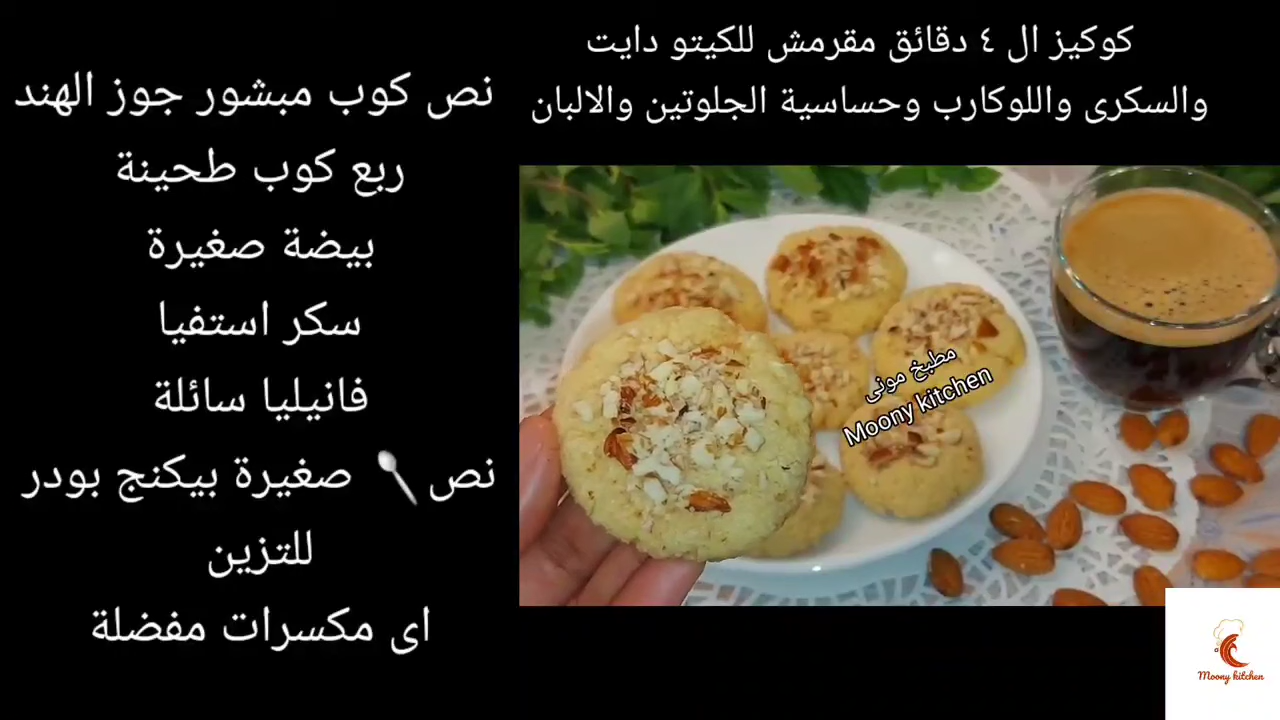 كوكيز ال ٤ دقائق مقرمش للكيتو دايت
والسكرى واللوكارب وحساسية الجلوتين والالبان
نص كوب مبشور جوز الهند
ربع كوب طحينة
بيضة صغيرة
سكر استفيا
فانيليا سائلة
نص🥄 صغيرة بيكنج بودر
للتزين
اى مكسرات مفضلة
مطبخ مونى
Moony kitchen
Moony kitchen